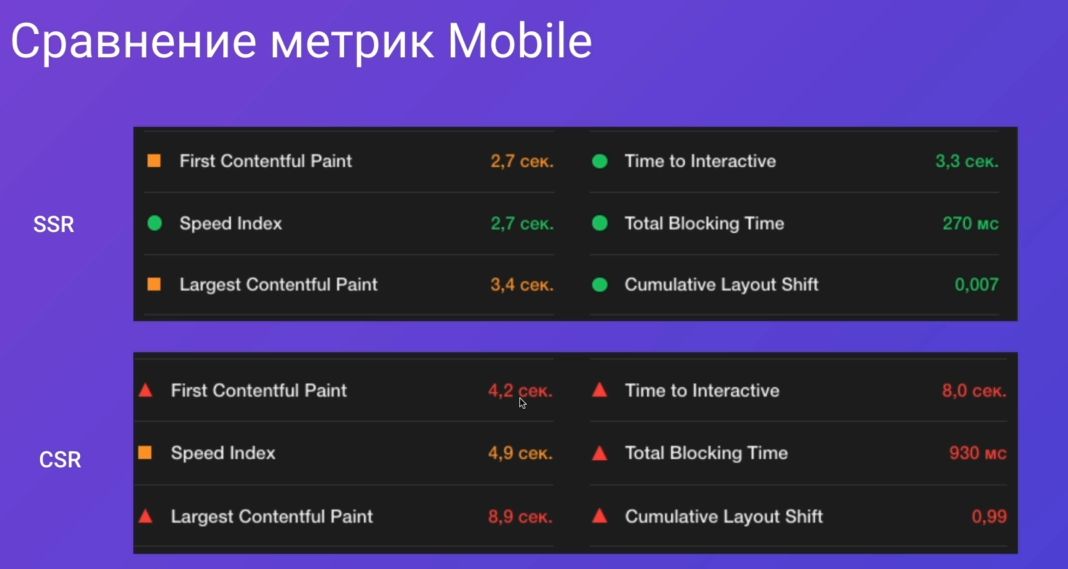 Сравнение метрик Mobile
SSR
First Contentful Paint 2,7 сек. Time to Interactive 3,3 сек.
Speed Index 2,7 сек. Total Blocking Time 270 мс
Largest Contentful Paint 3,4 сек. Cumulative Layout Shift 0,007
CSR
First Contentful Paint 4,2 сек. Time to Interactive 8,0 сек.
Speed Index 4,9 сек. Total Blocking Time 930 мс
Largest Contentful Paint 8,9 сек. Cumulative Layout Shift 0,99